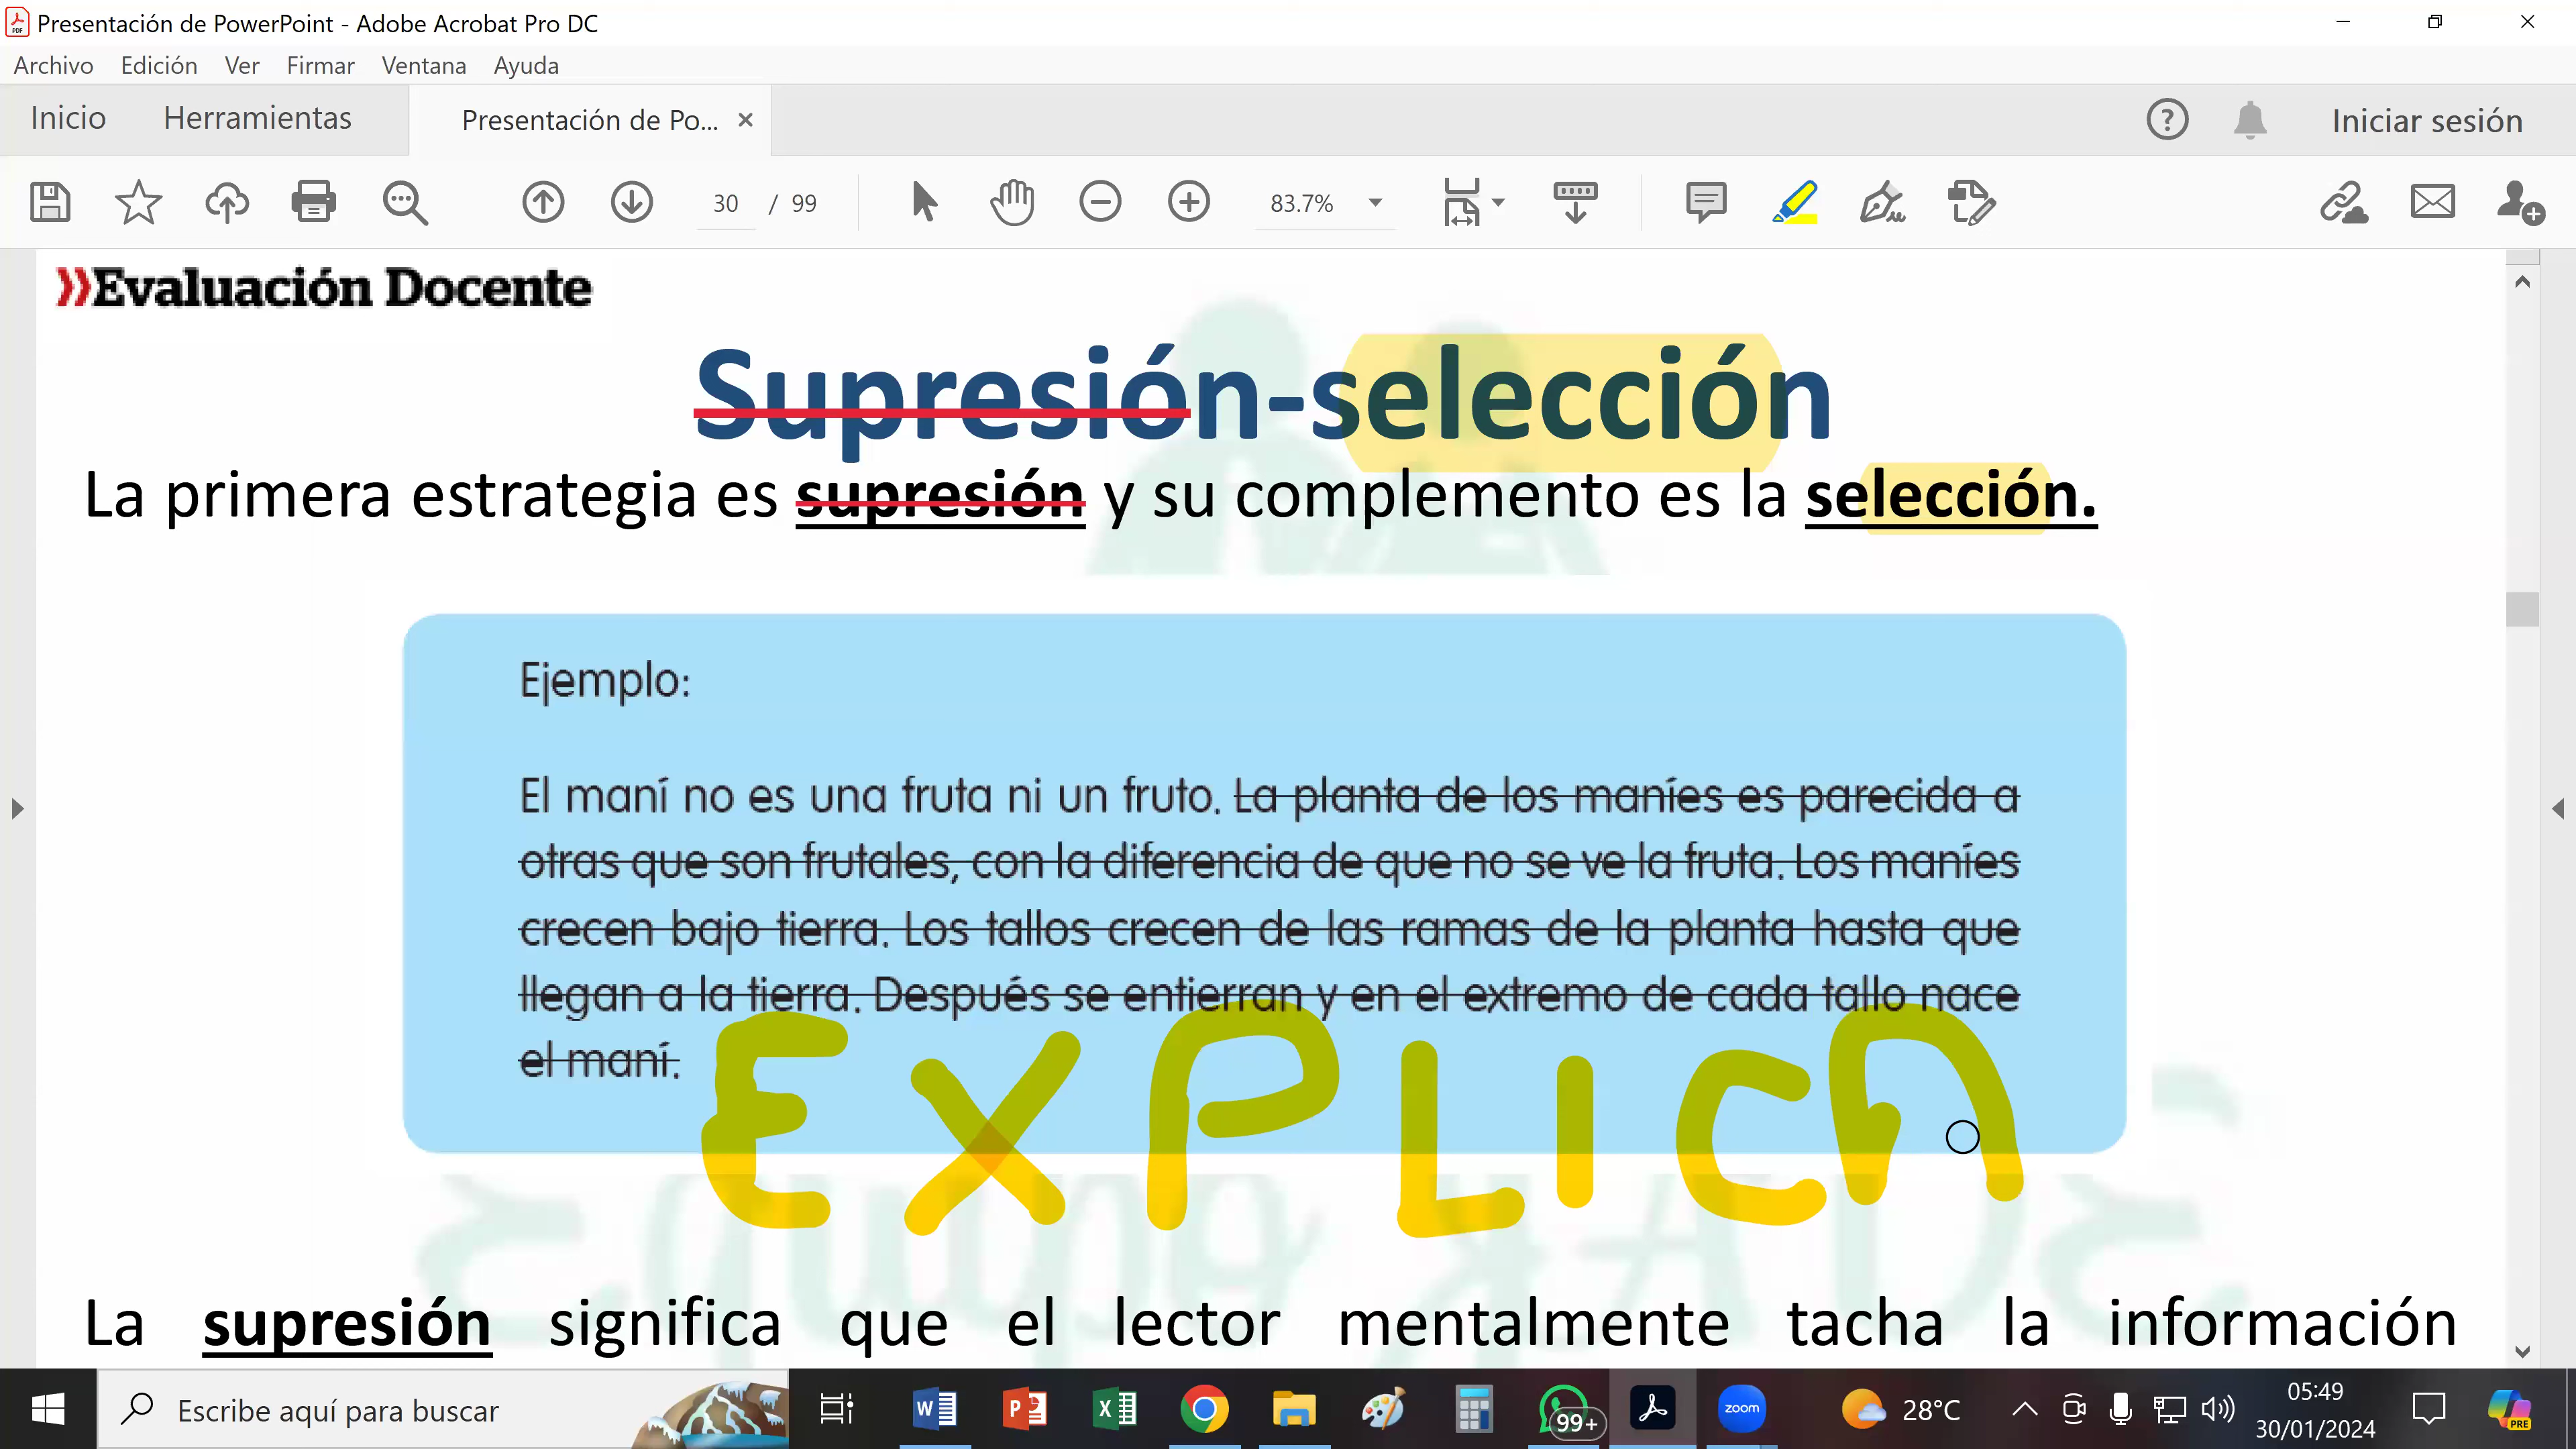 Presentación de PowerPoint - Adobe Acrobat Pro DC
Archivo Edición Ver Firmar Ventana Ayuda
Inicio Herramientas Presentación de Po... × Iniciar sesión
30 / 99 83.7%
Evaluación Docente
Supresión-selección
La primera estrategia es supresión y su complemento es la selección.
Ejemplo:
El maní no es una fruta ni un fruto. La planta de los maníes es parecida a
otras que son frutales, con la diferencia de que no se ve la fruta. Los maníes
crecen bajo tierra. Los tallos crecen de las ramas de la planta hasta que
llegan a la tierra. Después se entierran y en el extremo de cada tallo nace
el maní.
EXPLICA
La supresión significa que el lector mentalmente tacha la información
Escribe aquí para buscar
99+
zoom
28°C
05:49
30/01/2024
PRE